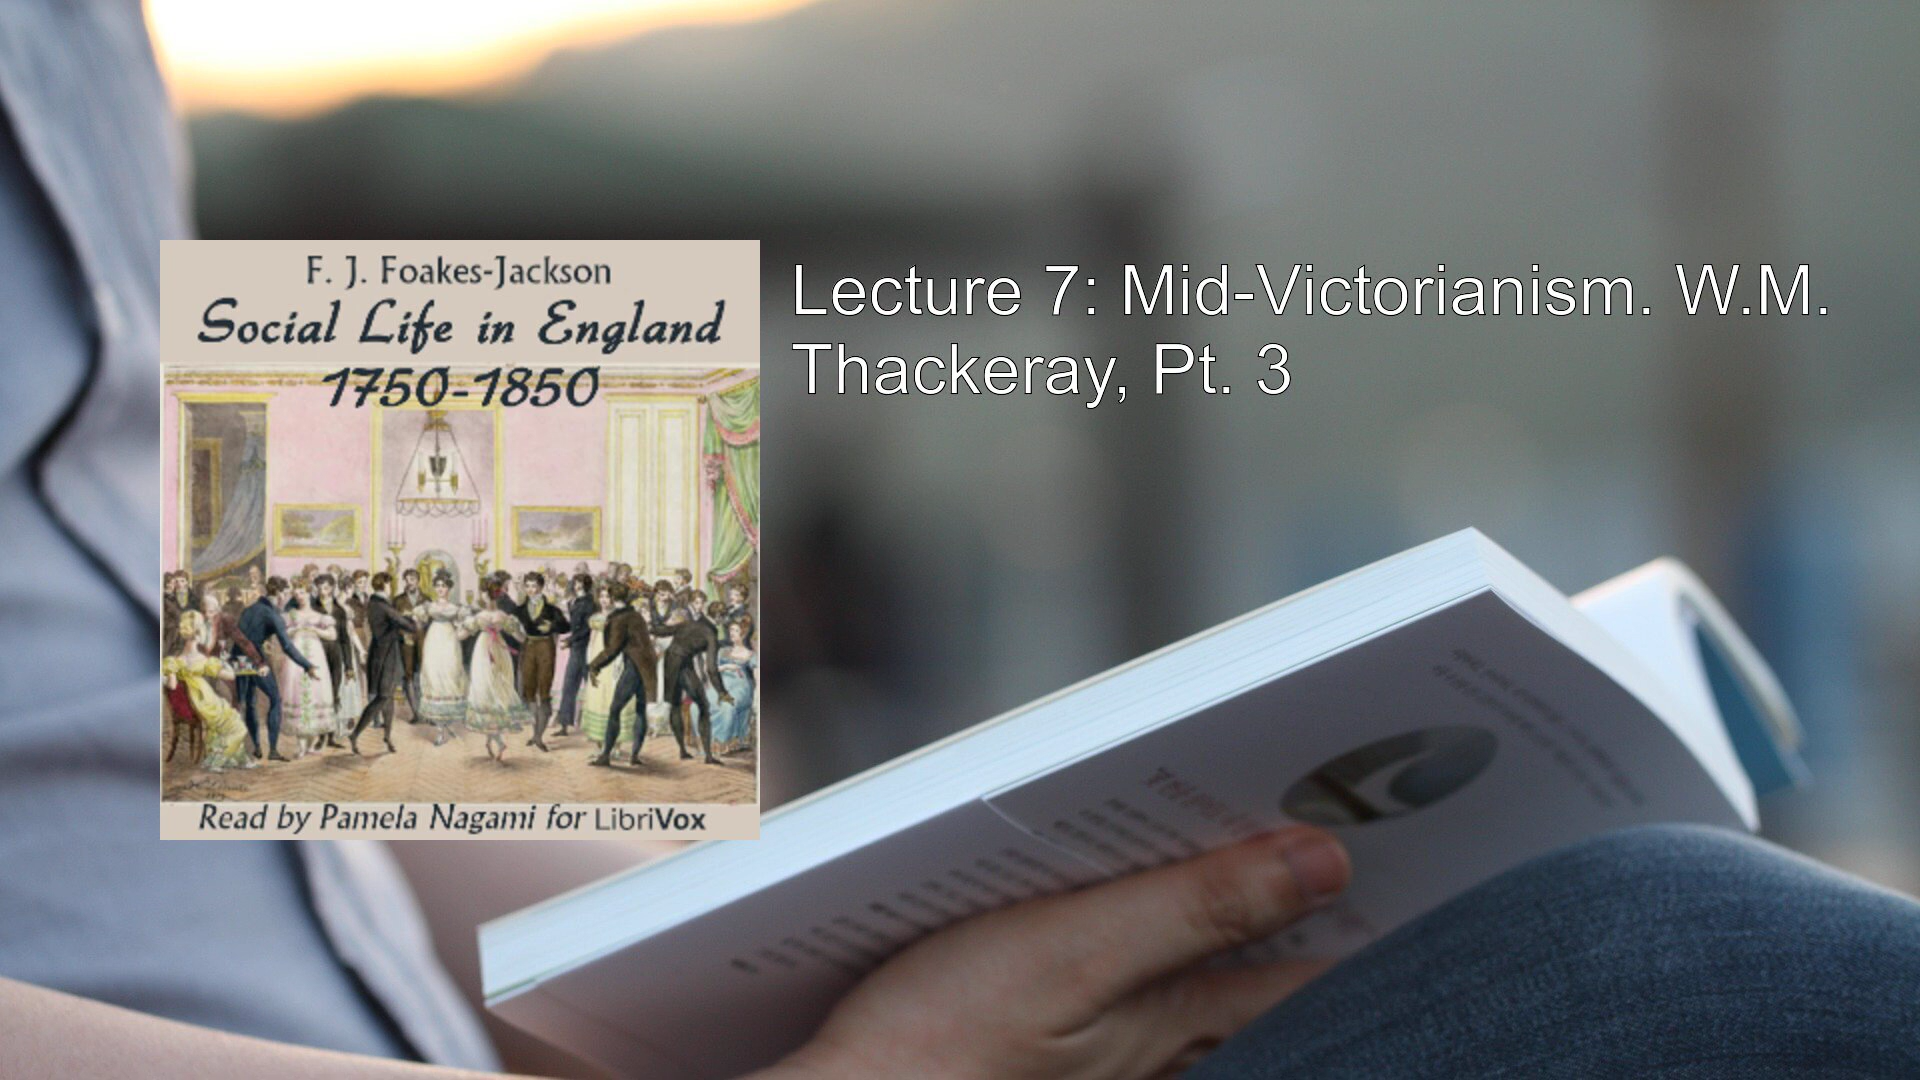 F. J. Foakes-Jackson
Social Life in England
1750-1850
Read by Pamela Nagami for LibriVox
Lecture 7: Mid-Victorianism. W.M.
Thackeray, Pt. 3